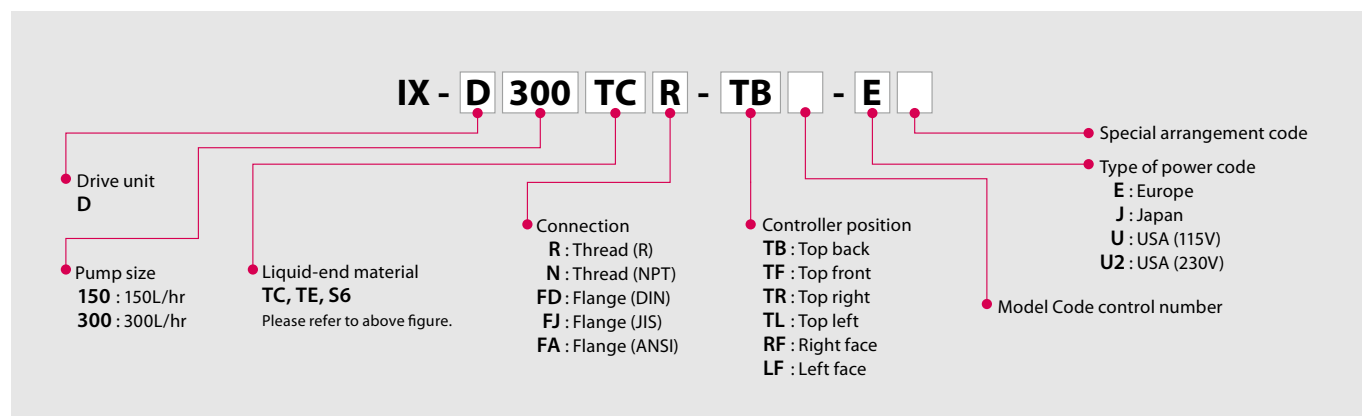 IX - D 300 TC R - TB - E
Special arrangement code
Type of power code
E : Europe
J : Japan
U : USA (115V)
U2 : USA (230V)
Drive unit
D
Connection
R : Thread (R)
N : Thread (NPT)
FD : Flange (DIN)
FJ : Flange (JIS)
FA : Flange (ANSI)
Controller position
TB : Top back
TF : Top front
TR : Top right
TL : Top left
RF : Right face
LF : Left face
Pump size
150 : 150L/hr
300 : 300L/hr
Liquid-end material
TC, TE, S6
Please refer to above figure.
Model Code control number